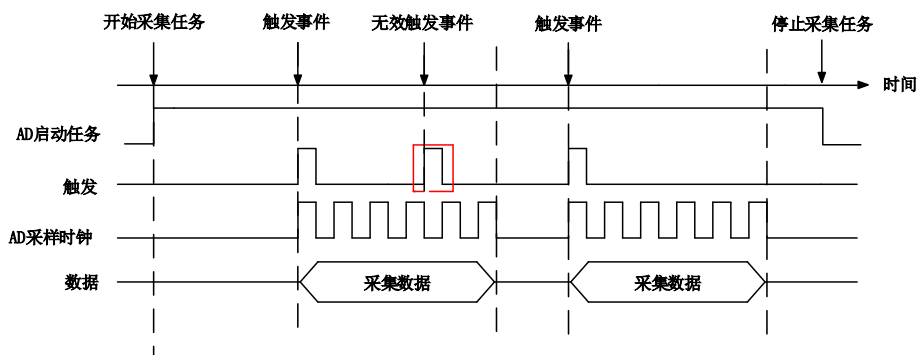 开始采集任务
触发事件
无效触发事件
触发事件
停止采集任务
时间
AD启动任务
触发
AD采样时钟
数据
采集数据
采集数据